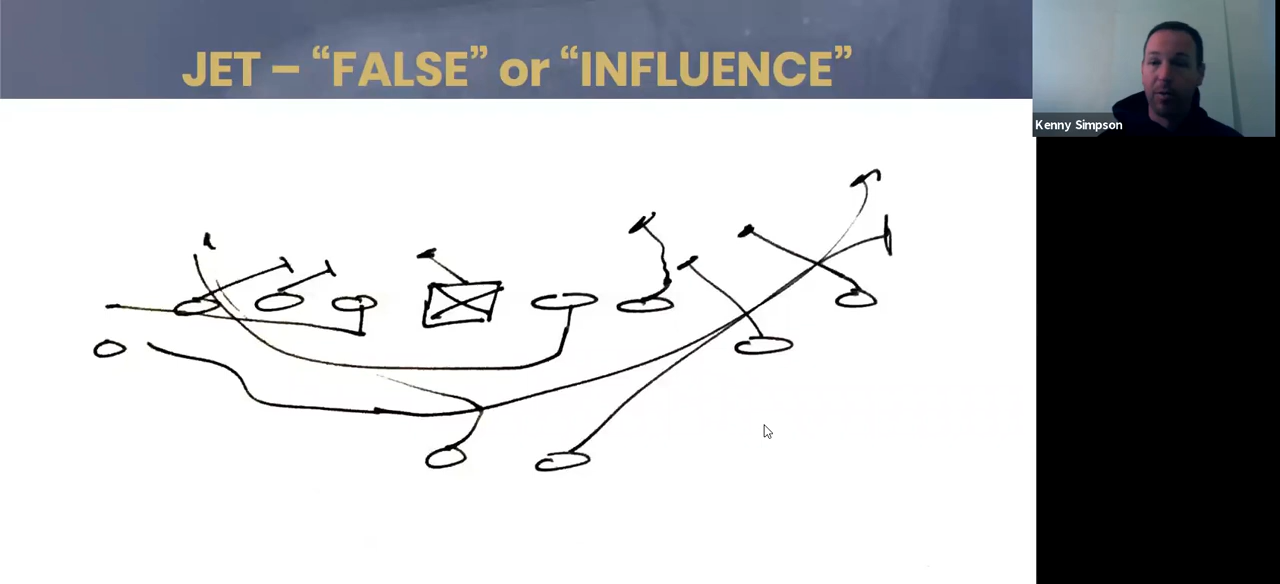 JET – “FALSE” or “INFLUENCE”
Kenny Simpson